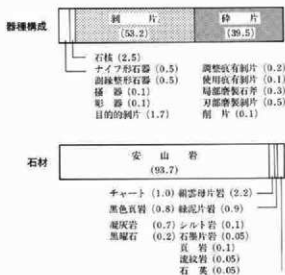 器種構成
剥片
(53.2)
砕片
(39.5)
石核 (2.5)
ナイフ形石器 (0.5)
削縁整形石器 (0.5)
掻器 (0.1)
彫器 (0.1)
目的的剥片 (1.7)
調整痕有剥片 (0.2)
使用痕有剥片 (0.1)
局部磨製石斧 (0.3)
刃部磨製剥片 (0.5)
削片 (0.1)
石材
安山岩
(93.7)
チャート (1.0) 絹雲母片岩 (2.2)
黒色頁岩 (0.8) 緑泥片岩 (0.9)
凝灰岩 (0.7) シルト岩 (0.1)
黒曜石 (0.2) 石墨片岩 (0.05)
頁岩 (0.1)
流紋岩 (0.05)
石英 (0.05)